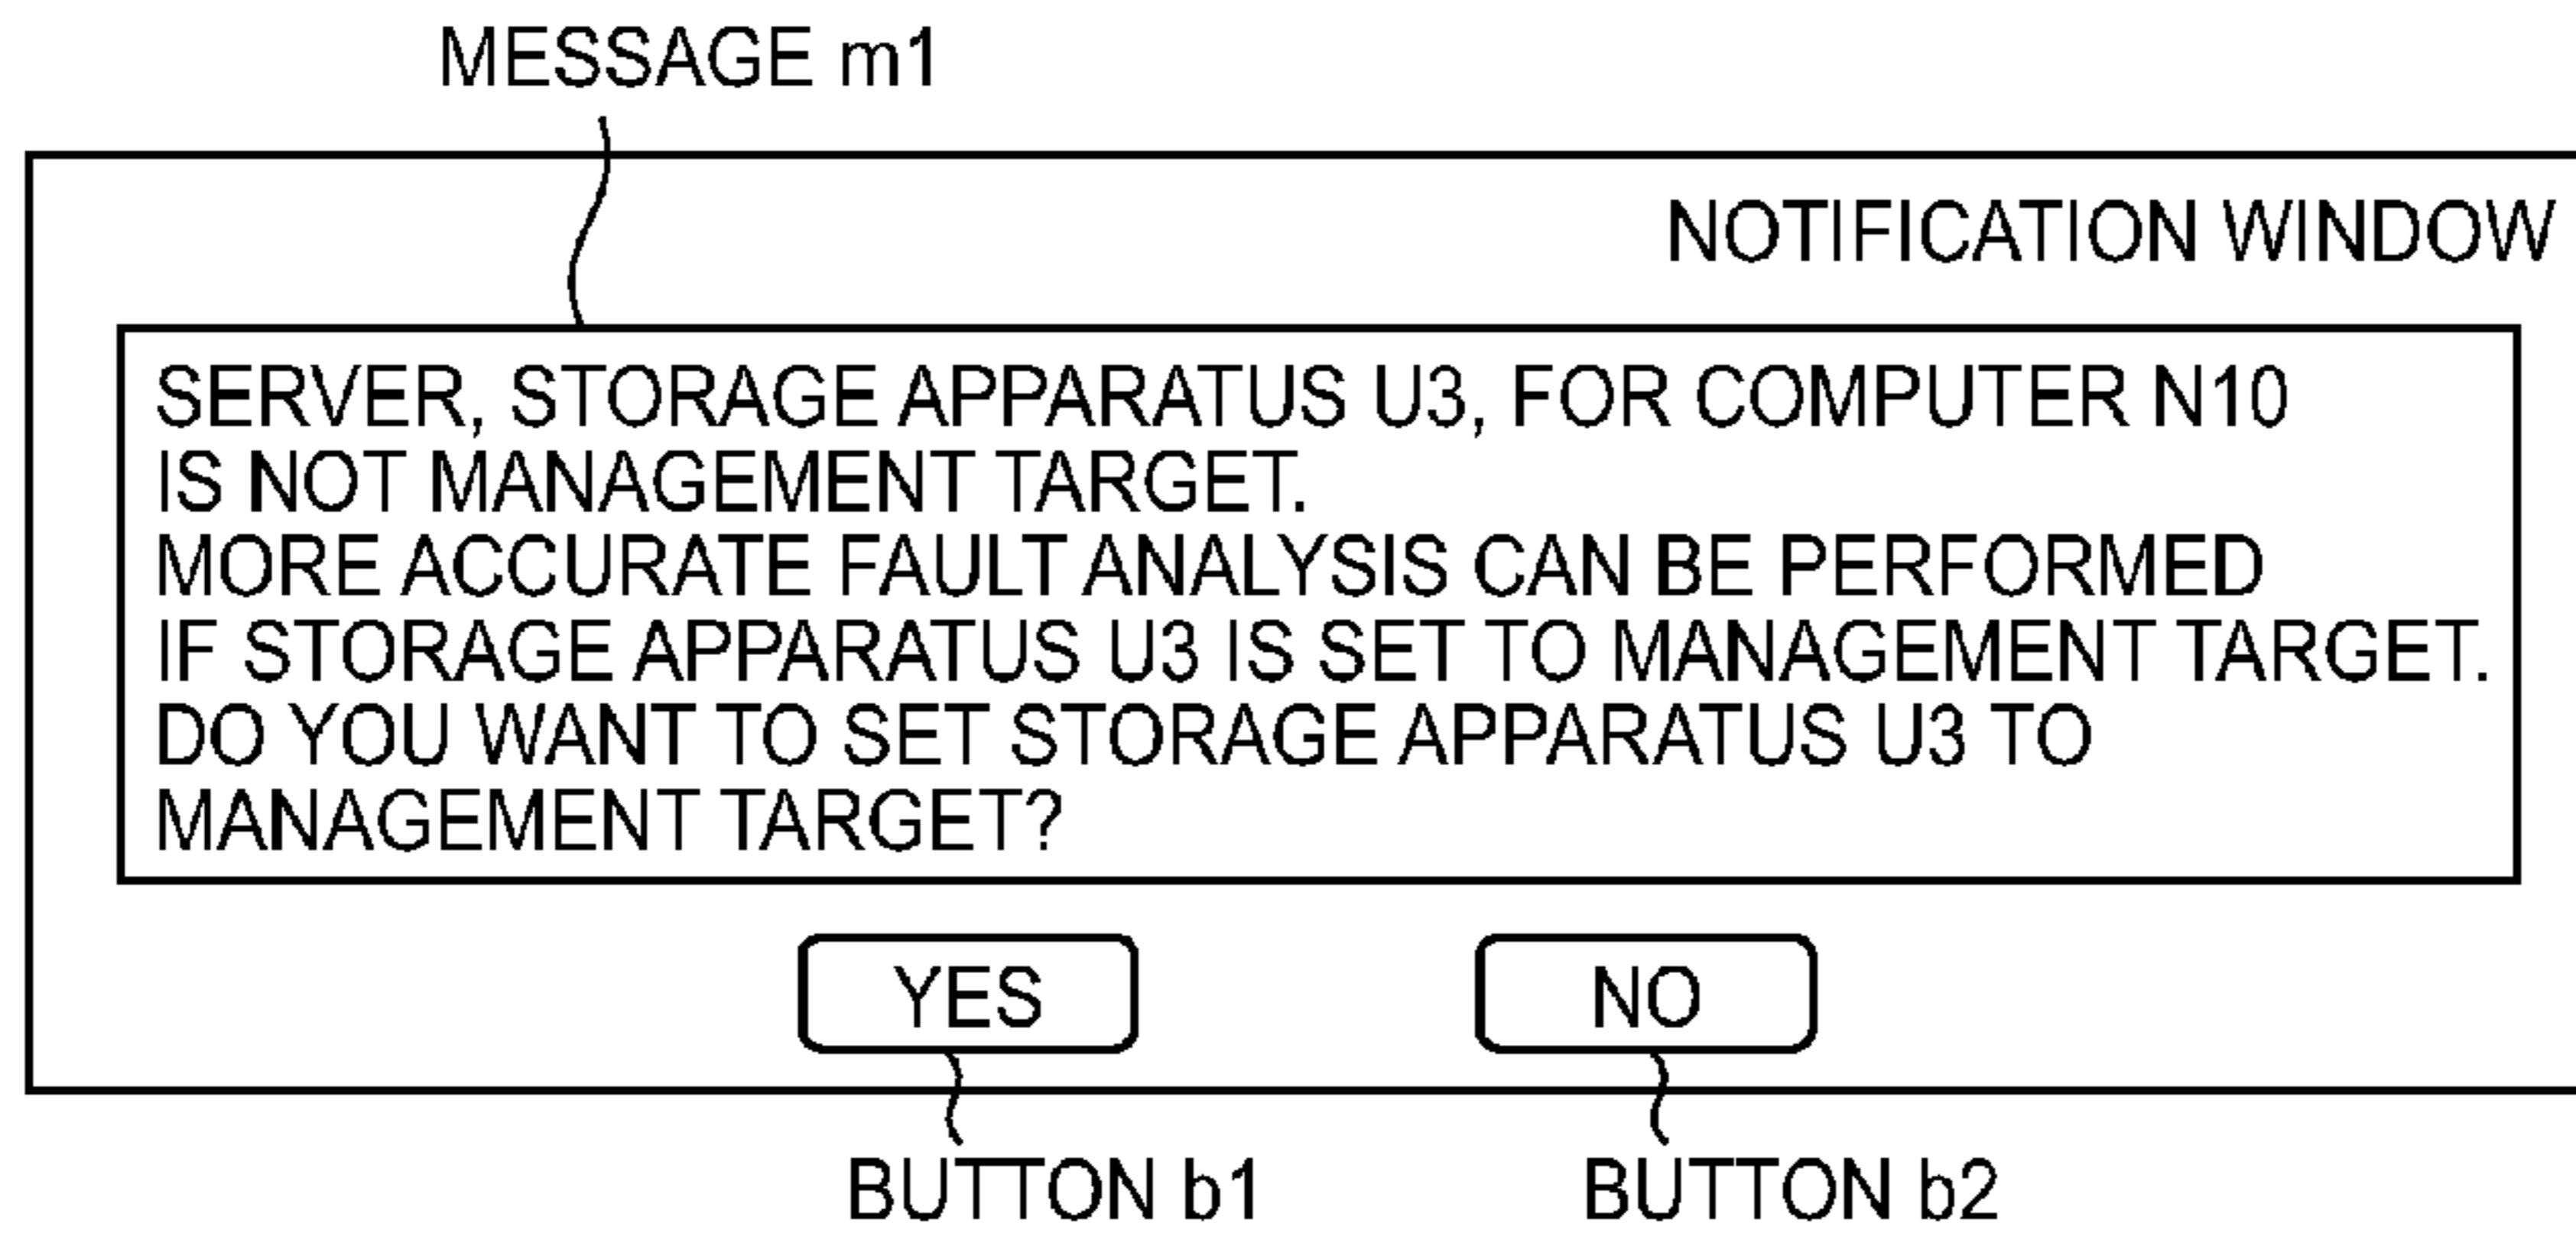 MESSAGE m1
NOTIFICATION WINDOW
SERVER, STORAGE APPARATUS U3, FOR COMPUTER N10
IS NOT MANAGEMENT TARGET.
MORE ACCURATE FAULT ANALYSIS CAN BE PERFORMED
IF STORAGE APPARATUS U3 IS SET TO MANAGEMENT TARGET.
DO YOU WANT TO SET STORAGE APPARATUS U3 TO
MANAGEMENT TARGET?
YES NO
BUTTON b1 BUTTON b2